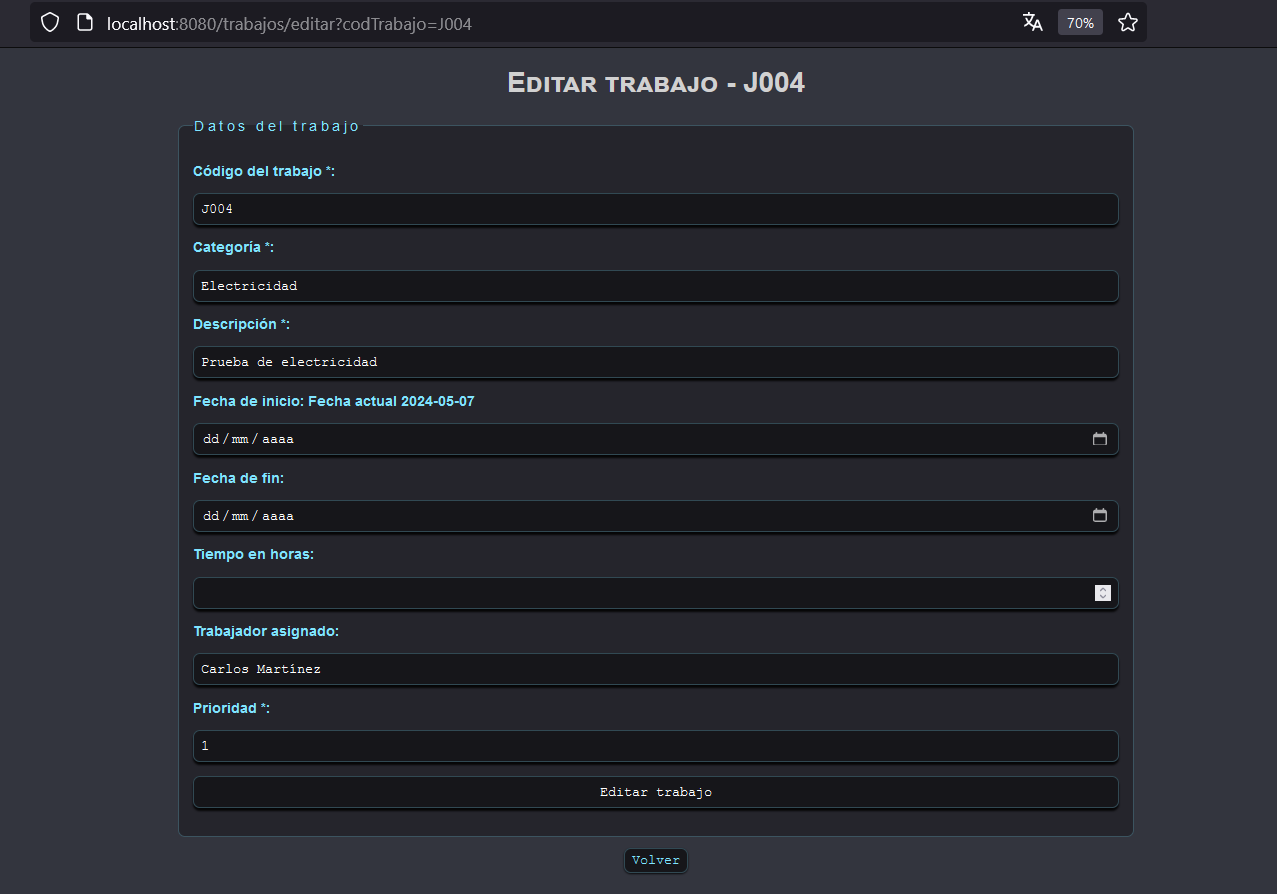 localhost:8080/trabajos/editar?codTrabajo=J004
70%
Editar trabajo - J004
Datos del trabajo
Código del trabajo *:
J004
Categoría *:
Electricidad
Descripción *:
Prueba de electricidad
Fecha de inicio: Fecha actual 2024-05-07
dd/mm/aaaa
Fecha de fin:
dd/mm/aaaa
Tiempo en horas:
Trabajador asignado:
Carlos Martínez
Prioridad *:
1
Editar trabajo
Volver